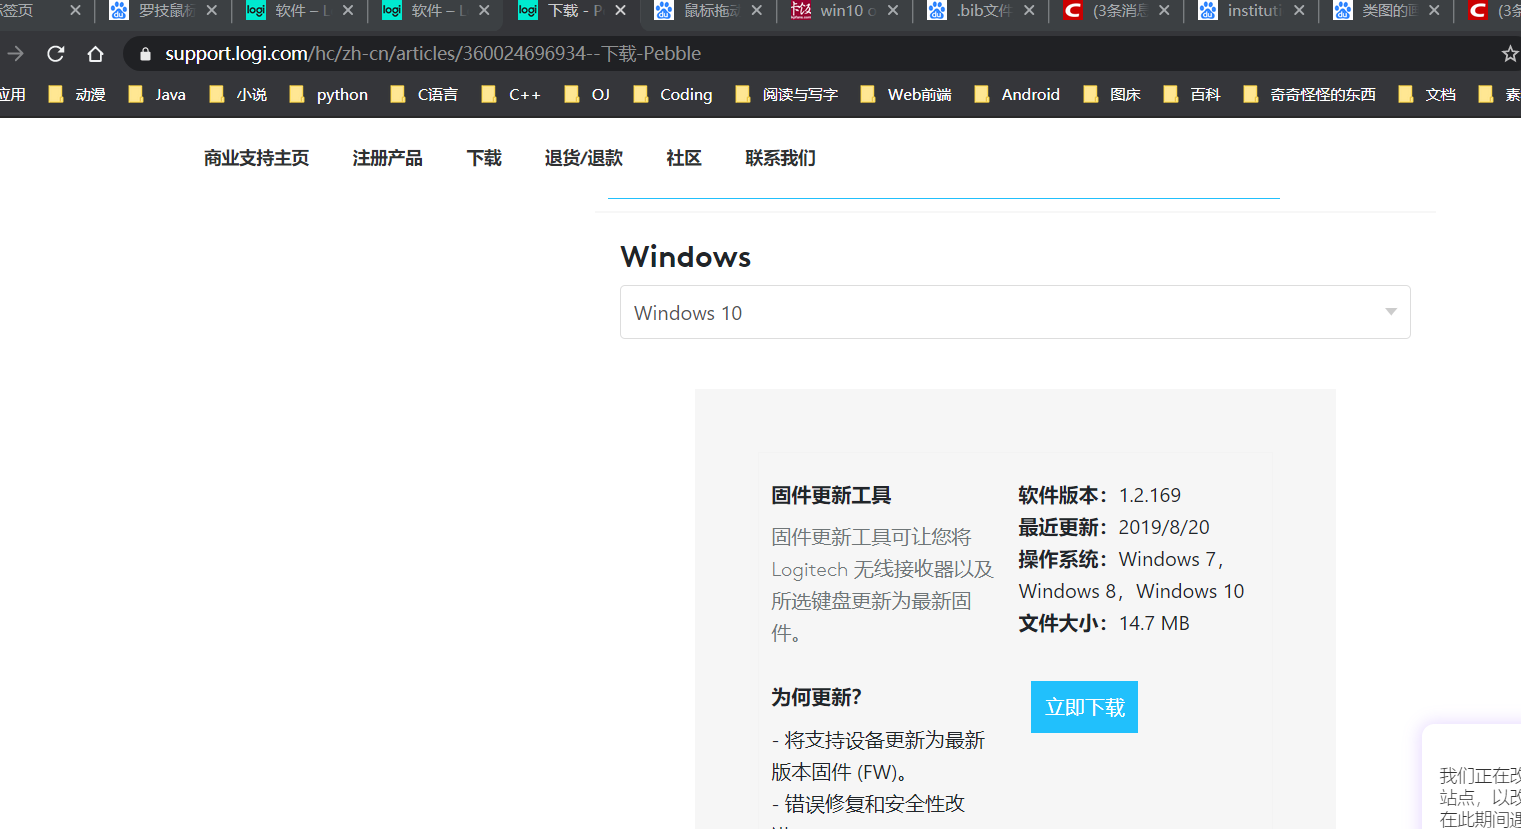 标签页
罗技鼠标
logi 软件 – L
logi 软件 – L
logi 下载 - P
鼠标拖动
win10 o
.bib文件
(3条消息
instituti
类图的画
(3条
support.logi.com/hc/zh-cn/articles/360024696934--下载-Pebble
应用 动漫 Java 小说 python C语言 C++ OJ Coding 阅读与写字 Web前端 Android 图床 百科 奇奇怪怪的东西 文档 素
商业支持主页 注册产品 下载 退货/退款 社区 联系我们
Windows
Windows 10
固件更新工具
固件更新工具可让您将
Logitech 无线接收器以及
所选键盘更新为最新固
件。
为何更新?
- 将支持设备更新为最新
版本固件 (FW)。
- 错误修复和安全性改
软件版本：1.2.169
最近更新：2019/8/20
操作系统：Windows 7，
Windows 8，Windows 10
文件大小：14.7 MB
立即下载
我们正在改
站点，以改
在此期间遇